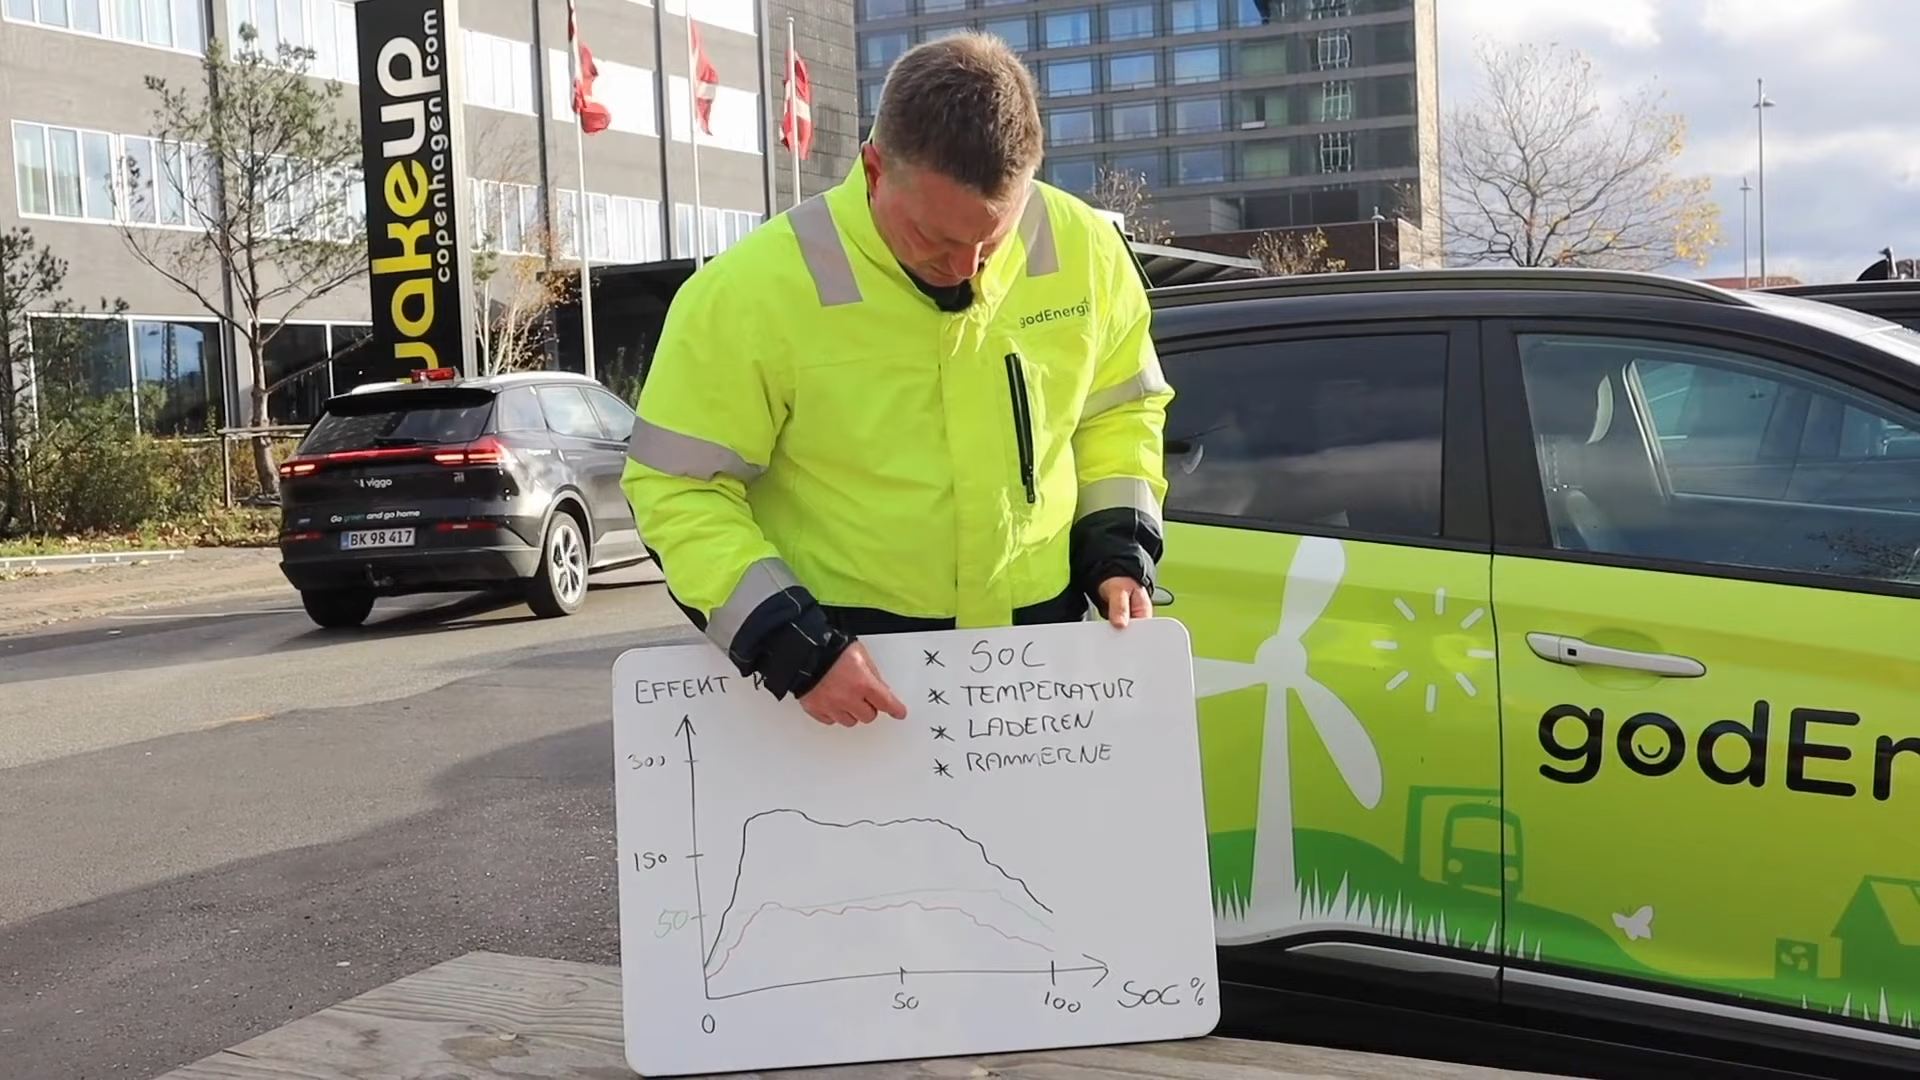 wakeup
copenhagen.com
godEnergi
viggo
Go green and go home
BK 98 417
EFFEKT
* SOC
* TEMPERATUR
* LADEREN
* RAMMERNE
300
150
50
0
50
100
SOC %
godEn